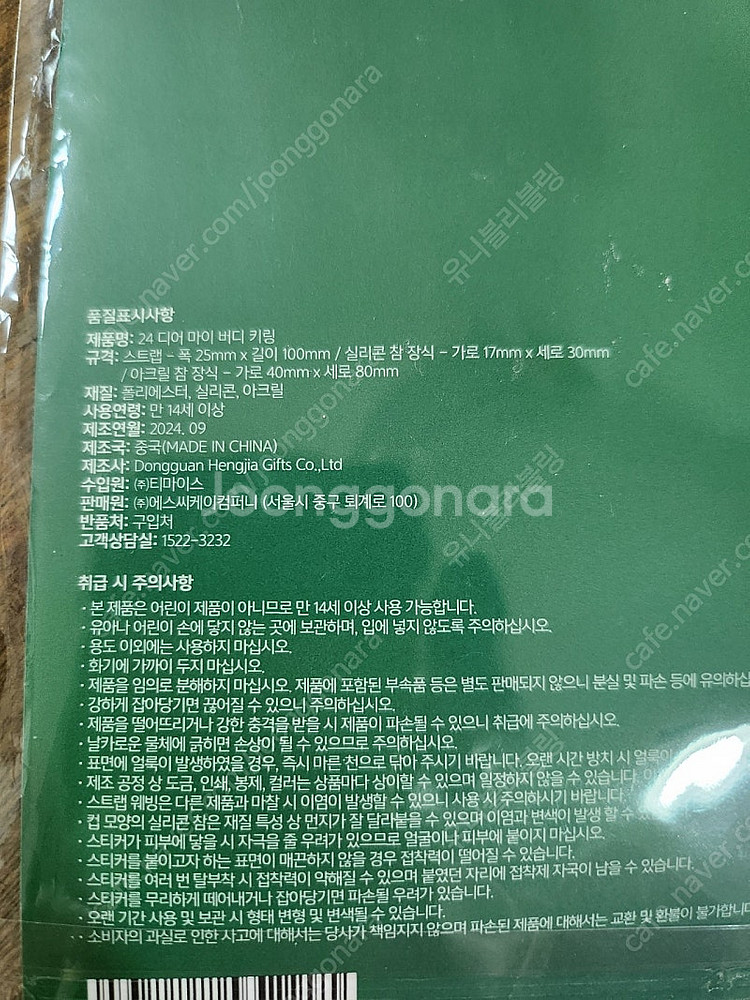 품질표시사항
제품명: 24 디어 마이 버디 키링
규격: 스트랩 - 폭 25mm x 길이 100mm / 실리콘 참 장식 - 가로 17mm x 세로 30mm
/ 아크릴 참 장식 - 가로 40mm x 세로 80mm
재질: 폴리에스터, 실리콘, 아크릴
사용연령: 만 14세 이상
제조연월: 2024. 09
제조국: 중국(MADE IN CHINA)
제조사: Dongguan Hengjia Gifts Co.,Ltd
수입원: ㈜티마이스
판매원: ㈜에스씨케이컴퍼니 (서울시 중구 퇴계로 100)
반품처: 구입처
고객상담실: 1522-3232
취급 시 주의사항
· 본 제품은 어린이 제품이 아니므로 만 14세 이상 사용 가능합니다.
· 유아나 어린이 손에 닿지 않는 곳에 보관하며, 입에 넣지 않도록 주의하십시오.
· 용도 이외에는 사용하지 마십시오.
· 화기에 가까이 두지 마십시오.
· 제품을 임의로 분해하지 마십시오. 제품에 포함된 부속품 등은 별도 판매되지 않으니 분실 및 파손 등에 유의하십
· 강하게 잡아당기면 끊어질 수 있으니 주의하십시오.
· 제품을 떨어뜨리거나 강한 충격을 받을 시 제품이 파손될 수 있으니 취급에 주의하십시오.
· 날카로운 물체에 긁히면 손상이 될 수 있으므로 주의하십시오.
· 표면에 얼룩이 발생하였을 경우, 즉시 마른 천으로 닦아 주시기 바랍니다. 오랜 시간 방치 시 얼룩이
· 제조 공정 상 도금, 인쇄, 봉제, 컬러는 상품마다 상이할 수 있으며 일정하지 않을 수 있습니다.
· 스트랩 웨빙은 다른 제품과 마찰 시 이염이 발생할 수 있으니 사용 시 주의하시기 바랍니다.
· 컵 모양의 실리콘 참은 재질 특성 상 먼지가 잘 달라붙을 수 있으며 이염과 변색이 발생 할 수
· 스티커가 피부에 닿을 시 자극을 줄 우려가 있으므로 얼굴이나 피부에 붙이지 마십시오.
· 스티커를 붙이고자 하는 표면이 매끈하지 않을 경우 접착력이 떨어질 수 있습니다.
· 스티커를 여러 번 탈부착 시 접착력이 약해질 수 있으며 붙였던 자리에 접착제 자국이 남을 수 있습니다.
· 스티커를 무리하게 떼어내거나 잡아당기면 파손될 우려가 있습니다.
· 오랜 기간 사용 및 보관 시 형태 변형 및 변색될 수 있습니다.
· 소비자의 과실로 인한 사고에 대해서는 당사가 책임지지 않으며 파손된 제품에 대해서는 교환 및 환불이 불가합니다
Joonggonara
cafe.naver.com/joonggonara
유니블리블링
유니블리블링
cafe.naver.com
cafe.naver.com